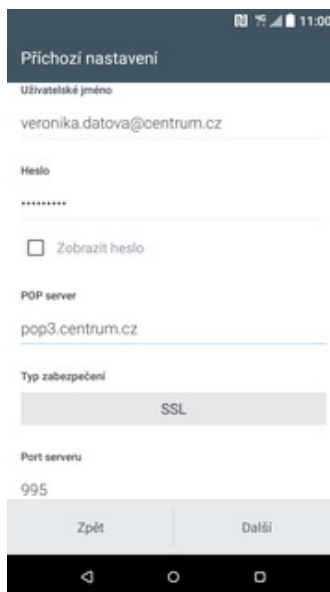 11:00
Příchozí nastavení
Uživatelské jméno
veronika.datova@centrum.cz
Heslo
•••••••••
Zobrazit heslo
POP server
pop3.centrum.cz
Typ zabezpečení
SSL
Port serveru
995
Zpět
Další